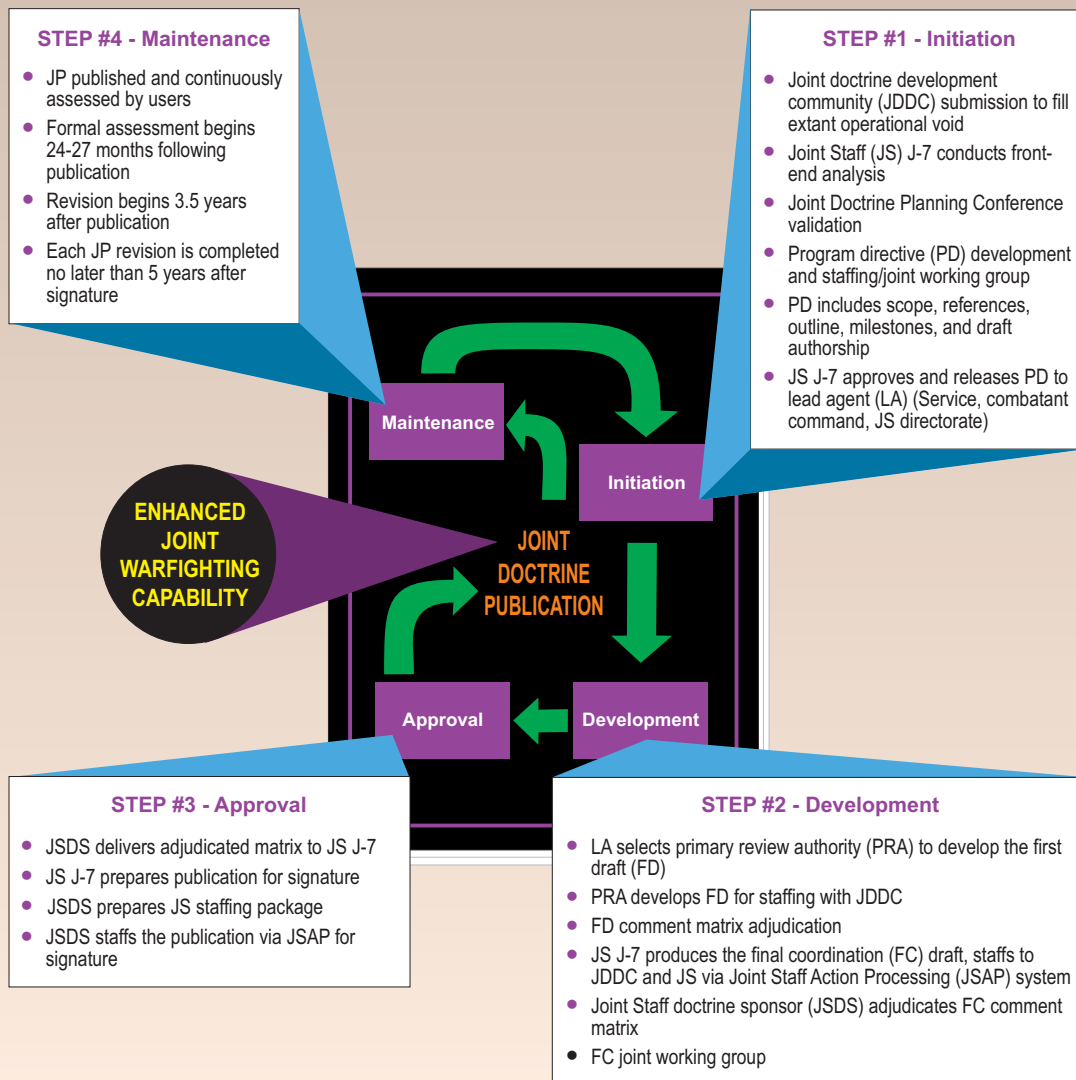 STEP #4 - Maintenance
JP published and continuously
assessed by users
Formal assessment begins
24-27 months following
publication
Revision begins 3.5 years
after publication
Each JP revision is completed
no later than 5 years after
signature
STEP #1 - Initiation
Joint doctrine development
community (JDDC) submission to fill
extant operational void
Joint Staff (JS) J-7 conducts front-
end analysis
Joint Doctrine Planning Conference
validation
Program directive (PD) development
and staffing/joint working group
PD includes scope, references,
outline, milestones, and draft
authorship
JS J-7 approves and releases PD to
lead agent (LA) (Service, combatant
command, JS directorate)
Maintenance
Initiation
ENHANCED
JOINT
WARFIGHTING
CAPABILITY
JOINT
DOCTRINE
PUBLICATION
Approval
Development
STEP #3 - Approval
JSDS delivers adjudicated matrix to JS J-7
JS J-7 prepares publication for signature
JSDS prepares JS staffing package
JSDS staffs the publication via JSAP for
signature
STEP #2 - Development
LA selects primary review authority (PRA) to develop the first
draft (FD)
PRA develops FD for staffing with JDDC
FD comment matrix adjudication
JS J-7 produces the final coordination (FC) draft, staffs to
JDDC and JS via Joint Staff Action Processing (JSAP) system
Joint Staff doctrine sponsor (JSDS) adjudicates FC comment
matrix
FC joint working group